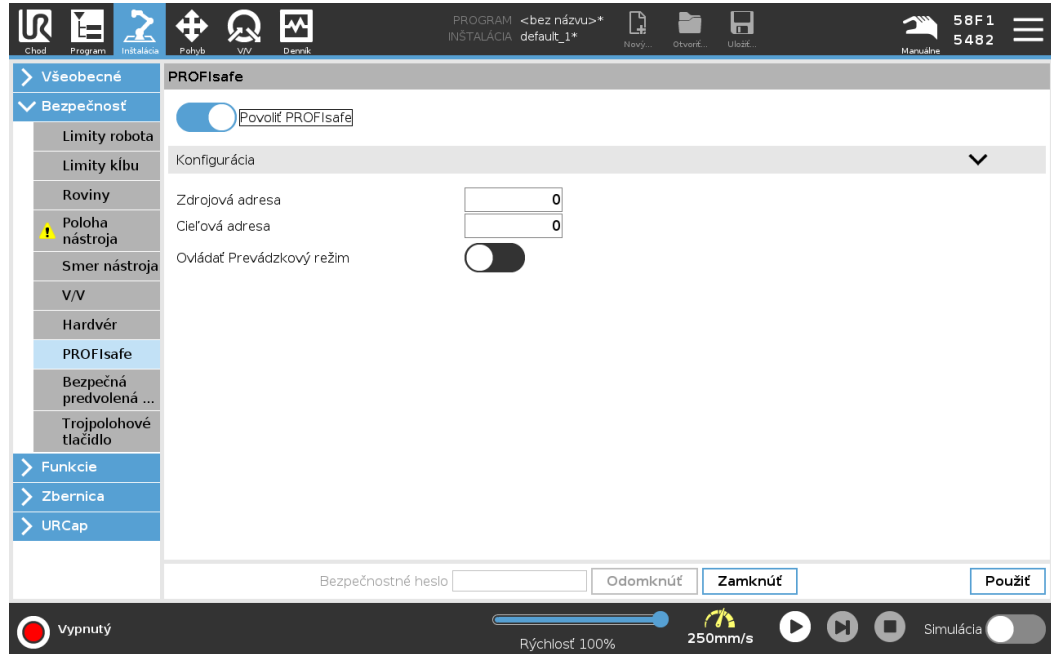 UR
Chod
Program
Inštalácia
Pohyb
V/V
Denník
PROGRAM <bez názvu>*
INŠTALÁCIA default_1*
Nový...
Otvoriť...
Uložiť...
Manuálne
58F1
5482
Všeobecné
Bezpečnosť
Limity robota
Limity kĺbu
Roviny
Poloha
nástroja
Smer nástroja
V/V
Hardvér
PROFIsafe
Bezpečná
predvolená ...
Trojpolohové
tlačidlo
Funkcie
Zbernica
URCap
PROFIsafe
Povoliť PROFIsafe
Konfigurácia
Zdrojová adresa 0
Cieľová adresa 0
Ovládať Prevádzkový režim
Bezpečnostné heslo
Odomknúť
Zamknúť
Použiť
Vypnutý
Rýchlosť 100%
250mm/s
Simulácia